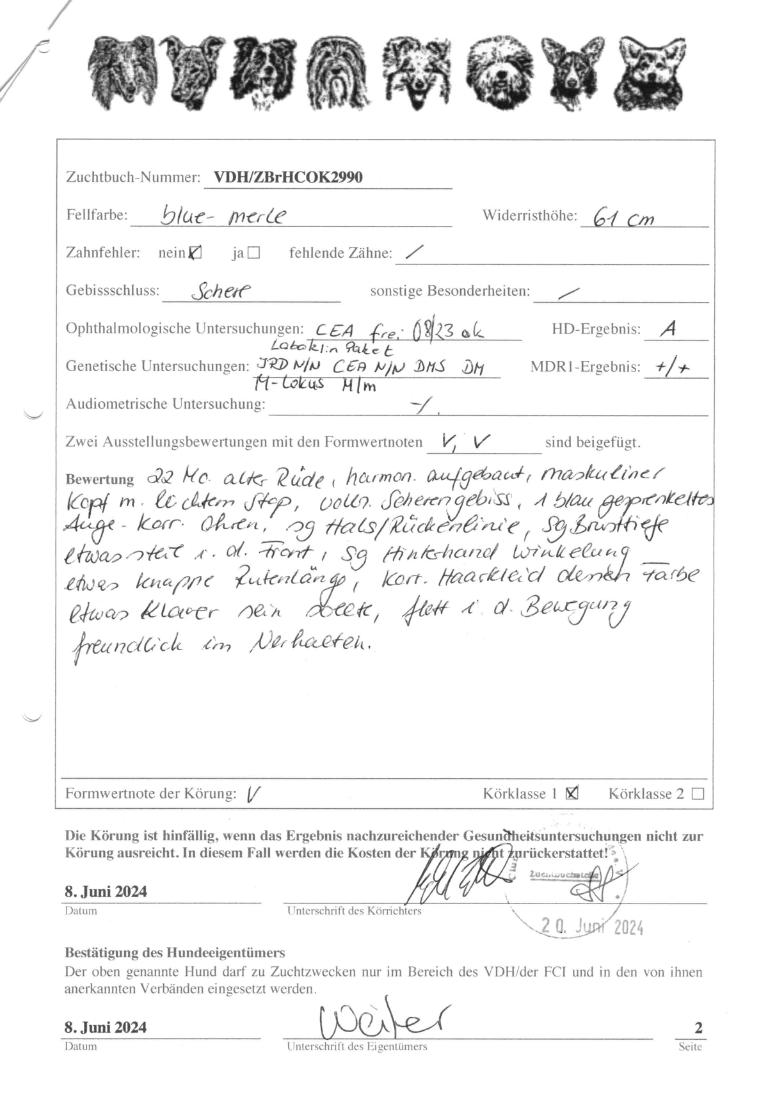 Zuchtbuch-Nummer: VDH/ZBrHCOK2990
Fellfarbe: blue-merle Widerristhöhe: 61 cm
Zahnfehler: nein☒ ja☐ fehlende Zähne: /
Gebissschluss: Schere sonstige Besonderheiten: /
Ophthalmologische Untersuchungen: CEA frei 08/23 ok HD-Ergebnis: A
Laboklin Paket
Genetische Untersuchungen: IRD N/N CEA N/N DMS DM MDR1-Ergebnis: +/+
M-Lokus M/m
Audiometrische Untersuchung: -/.
Zwei Ausstellungsbewertungen mit den Formwertnoten V, V sind beigefügt.
Bewertung 22 Mo. alter Rüde, harmon. aufgebaut, maskuliner
Kopf m. leichtem Stop, vollz. Scherengebiss, 1 blau gesprenkeltes
Auge - korr. Ohren, sg Hals/Rückenlinie, sg Brusttiefe
etwas steil i. d. Front, sg Hinterhand Winkelung
etwas knappe Rutenlänge, korr. Haarkleid dessen Farbe
etwas klarer sein sollte, flott i. d. Bewegung
freundlich im Verhalten.
Formwertnote der Körung: V Körklasse 1 ☒ Körklasse 2 ☐
Die Körung ist hinfällig, wenn das Ergebnis nachzureichender Gesundheitsuntersuchungen nicht zur
Körung ausreicht. In diesem Fall werden die Kosten der Körung nicht zurückerstattet!
8. Juni 2024
Datum Unterschrift des Körrichters
Zuchtbuchstelle
20. Juni 2024
Bestätigung des Hundeeigentümers
Der oben genannte Hund darf zu Zuchtzwecken nur im Bereich des VDH/der FCI und in den von ihnen
anerkannten Verbänden eingesetzt werden.
8. Juni 2024 2
Datum Unterschrift des Eigentümers Seite